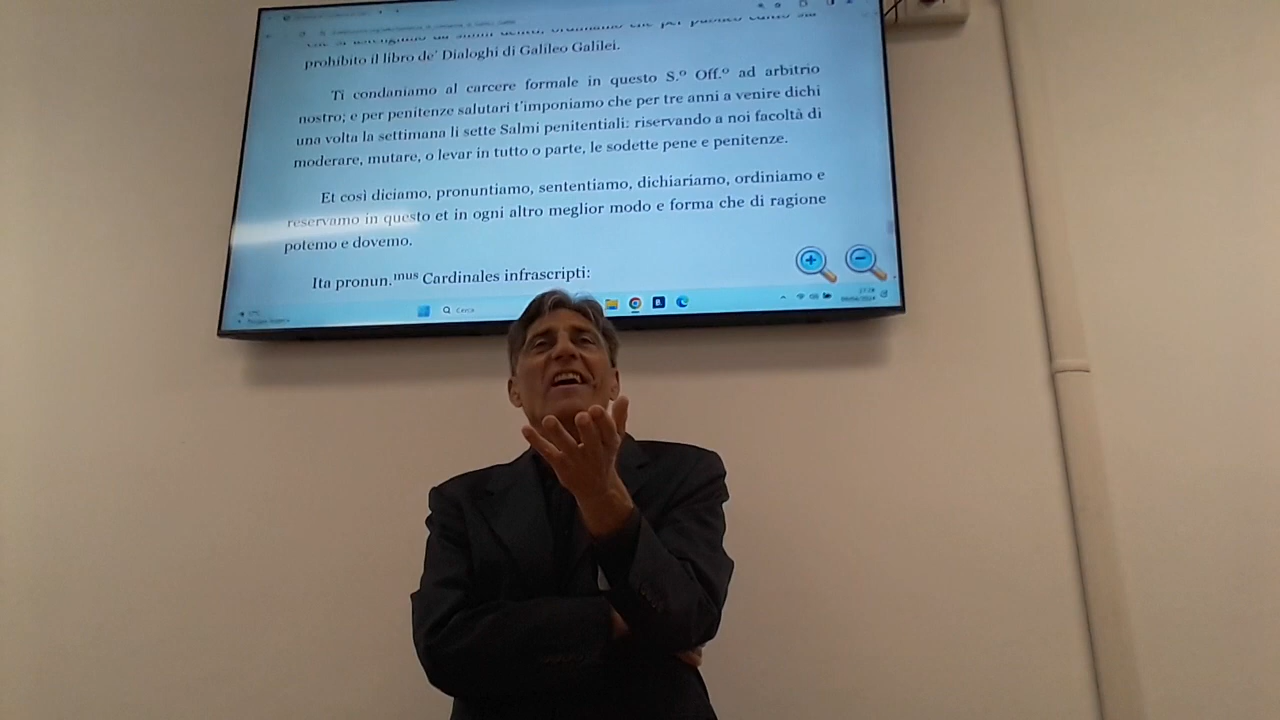 prohibito il libro de' Dialoghi di Galileo Galilei.
Ti condaniamo al carcere formale in questo S.º Off.º ad arbitrio
nostro; e per penitenze salutari t'imponiamo che per tre anni a venire dichi
una volta la settimana li sette Salmi penitentiali: riservando a noi facoltà di
moderare, mutare, o levar in tutto o parte, le sodette pene e penitenze.
Et così diciamo, pronuntiamo, sententiamo, dichiariamo, ordiniamo e
reservamo in questo et in ogni altro meglior modo e forma che di ragione
potemo e dovemo.
Ita pronun.mus Cardinales infrascripti:
Cerca